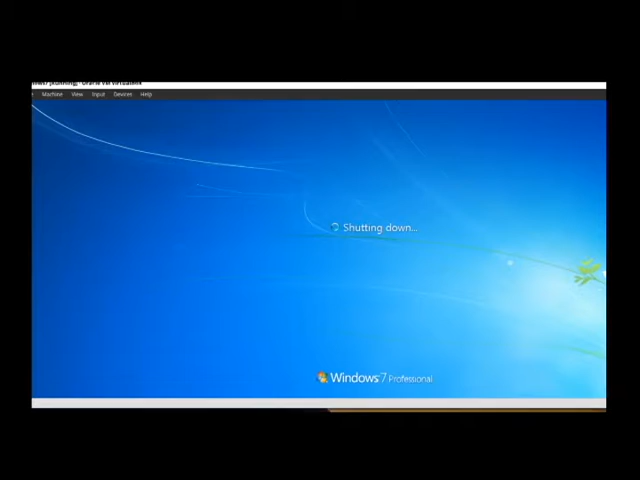 Machine View Input Devices Help
Shutting down...
Windows 7 Professional